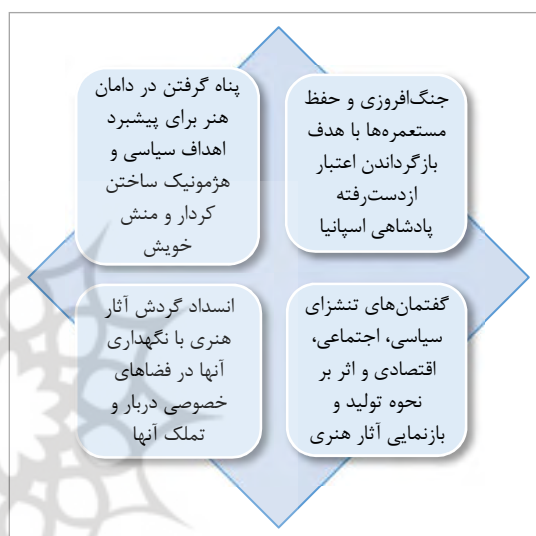 جنگ‌افروزی و حفظ
مستعمره‌ها با هدف
بازگرداندن اعتبار
ازدست‌رفته
پادشاهی اسپانیا
پناه گرفتن در دامان
هنر برای پیشبرد
اهداف سیاسی و
هژمونیک ساختن
کردار و منش
خویش
گفتمان‌های تنش‌زای
سیاسی، اجتماعی،
اقتصادی و اثر بر
نحوه تولید و
بازنمایی آثار هنری
انسداد گردش آثار
هنری با نگهداری
آنها در فضاهای
خصوصی دربار و
تملک آنها